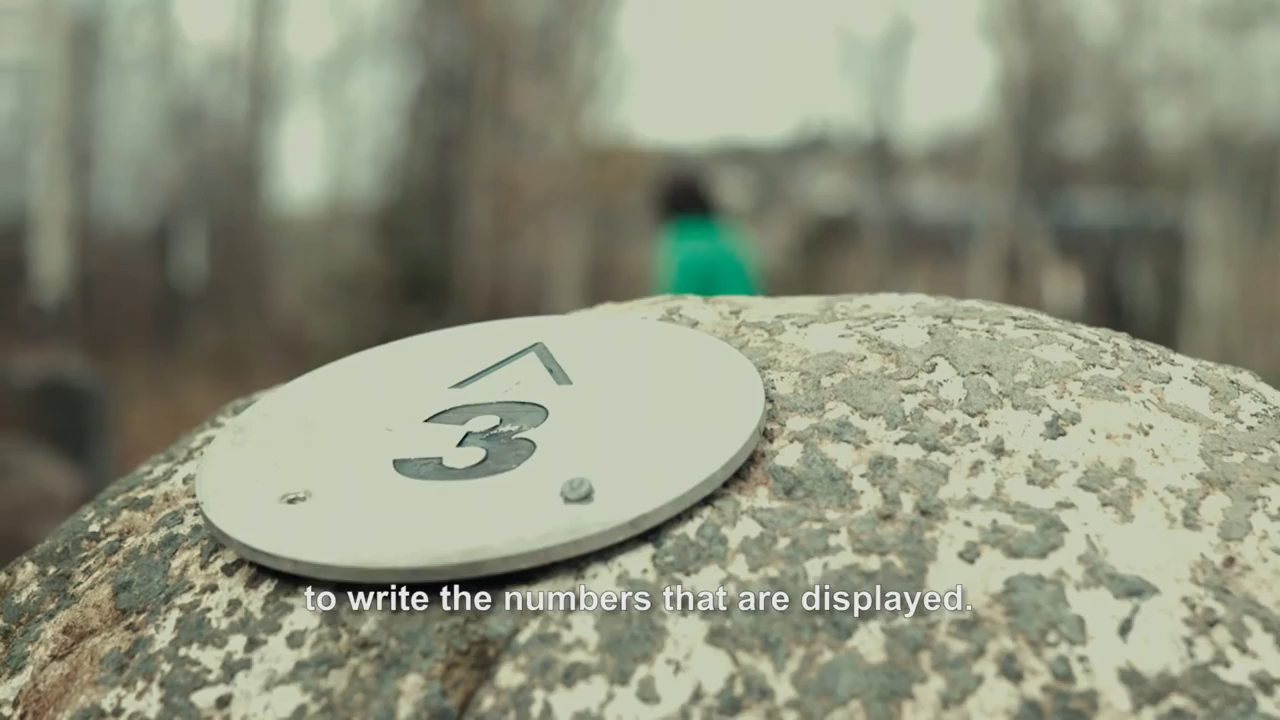 3
to write the numbers that are displayed.